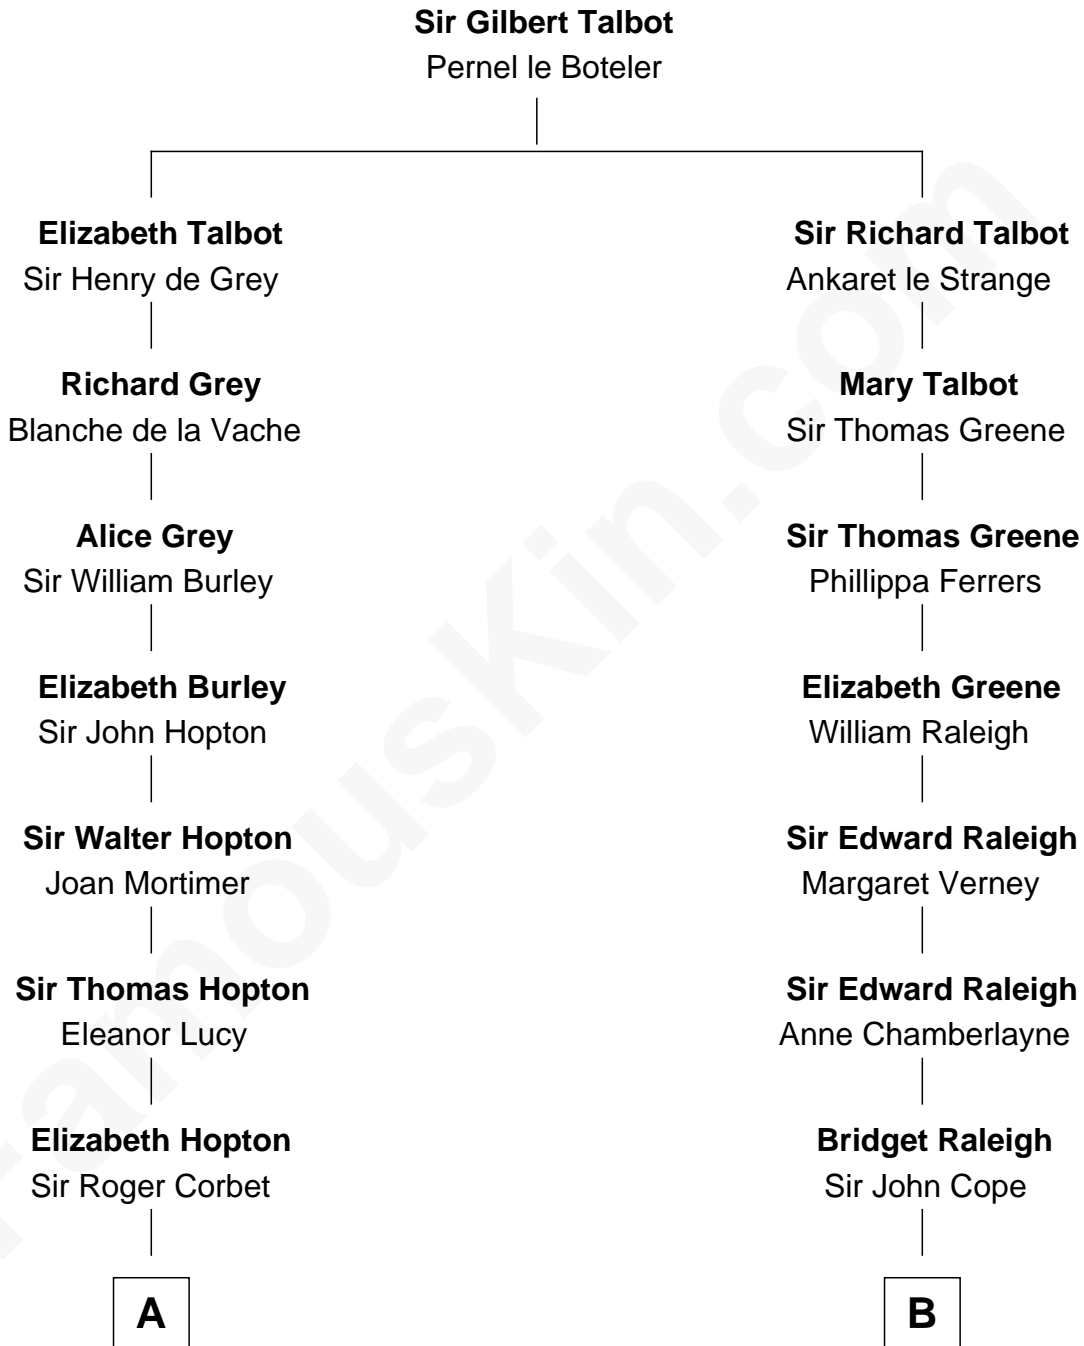 Sir Gilbert Talbot
Pernel le Boteler
Elizabeth Talbot
Sir Henry de Grey
Sir Richard Talbot
Ankaret le Strange
Richard Grey
Blanche de la Vache
Mary Talbot
Sir Thomas Greene
Alice Grey
Sir William Burley
Sir Thomas Greene
Phillippa Ferrers
Elizabeth Burley
Sir John Hopton
Elizabeth Greene
William Raleigh
Sir Walter Hopton
Joan Mortimer
Sir Edward Raleigh
Margaret Verney
Sir Thomas Hopton
Eleanor Lucy
Sir Edward Raleigh
Anne Chamberlayne
Elizabeth Hopton
Sir Roger Corbet
Bridget Raleigh
Sir John Cope
A
B
FamousKin.com